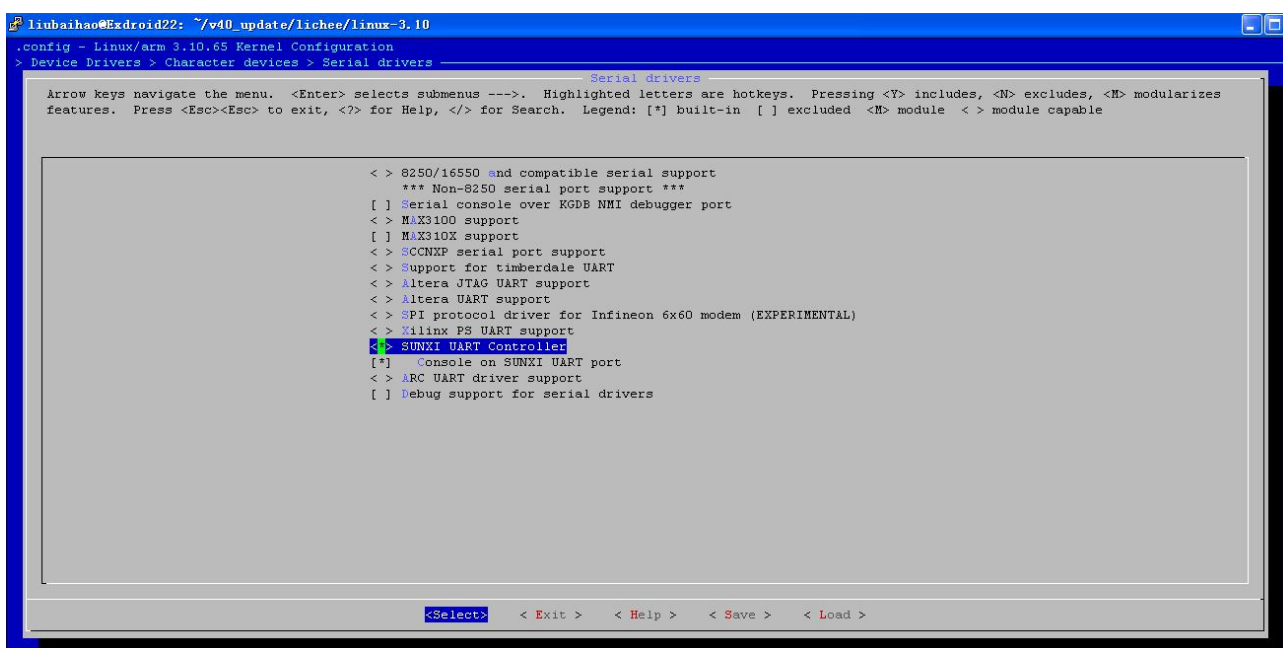 liubaihao@Exdroid22: ~/v40_update/lichee/linux-3.10
.config - Linux/arm 3.10.65 Kernel Configuration
> Device Drivers > Character devices > Serial drivers
Serial drivers
Arrow keys navigate the menu. <Enter> selects submenus --->. Highlighted letters are hotkeys. Pressing <Y> includes, <N> excludes, <M> modularizes
features. Press <Esc><Esc> to exit, <?> for Help, </> for Search. Legend: [*] built-in [ ] excluded <M> module < > module capable
< > 8250/16550 and compatible serial support
*** Non-8250 serial port support ***
[ ] Serial console over KGDB NMI debugger port
< > MAX3100 support
[ ] MAX310X support
< > SCCNXP serial port support
< > Support for timberdale UART
< > Altera JTAG UART support
< > Altera UART support
< > SPI protocol driver for Infineon 6x60 modem (EXPERIMENTAL)
< > Xilinx PS UART support
<*> SUNXI UART Controller
[*] Console on SUNXI UART port
< > ARC UART driver support
[ ] Debug support for serial drivers
<Select> < Exit > < Help > < Save > < Load >